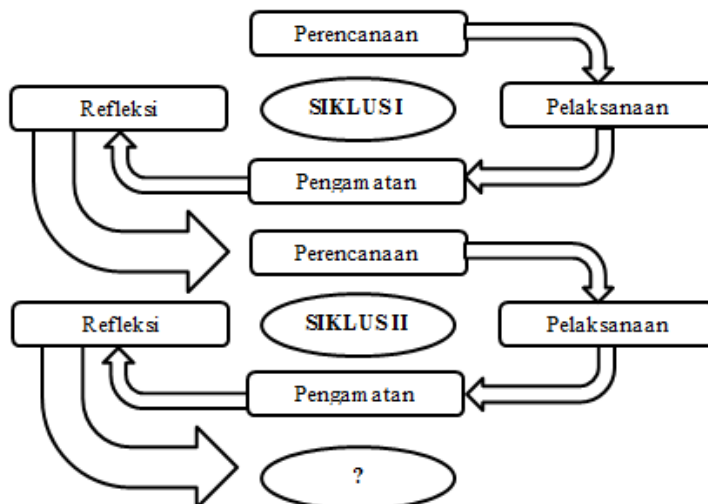 Perencanaan
Refleksi
SIKLUS I
Pelaksanaan
Pengamatan
Perencanaan
Refleksi
SIKLUS II
Pelaksanaan
Pengamatan
?